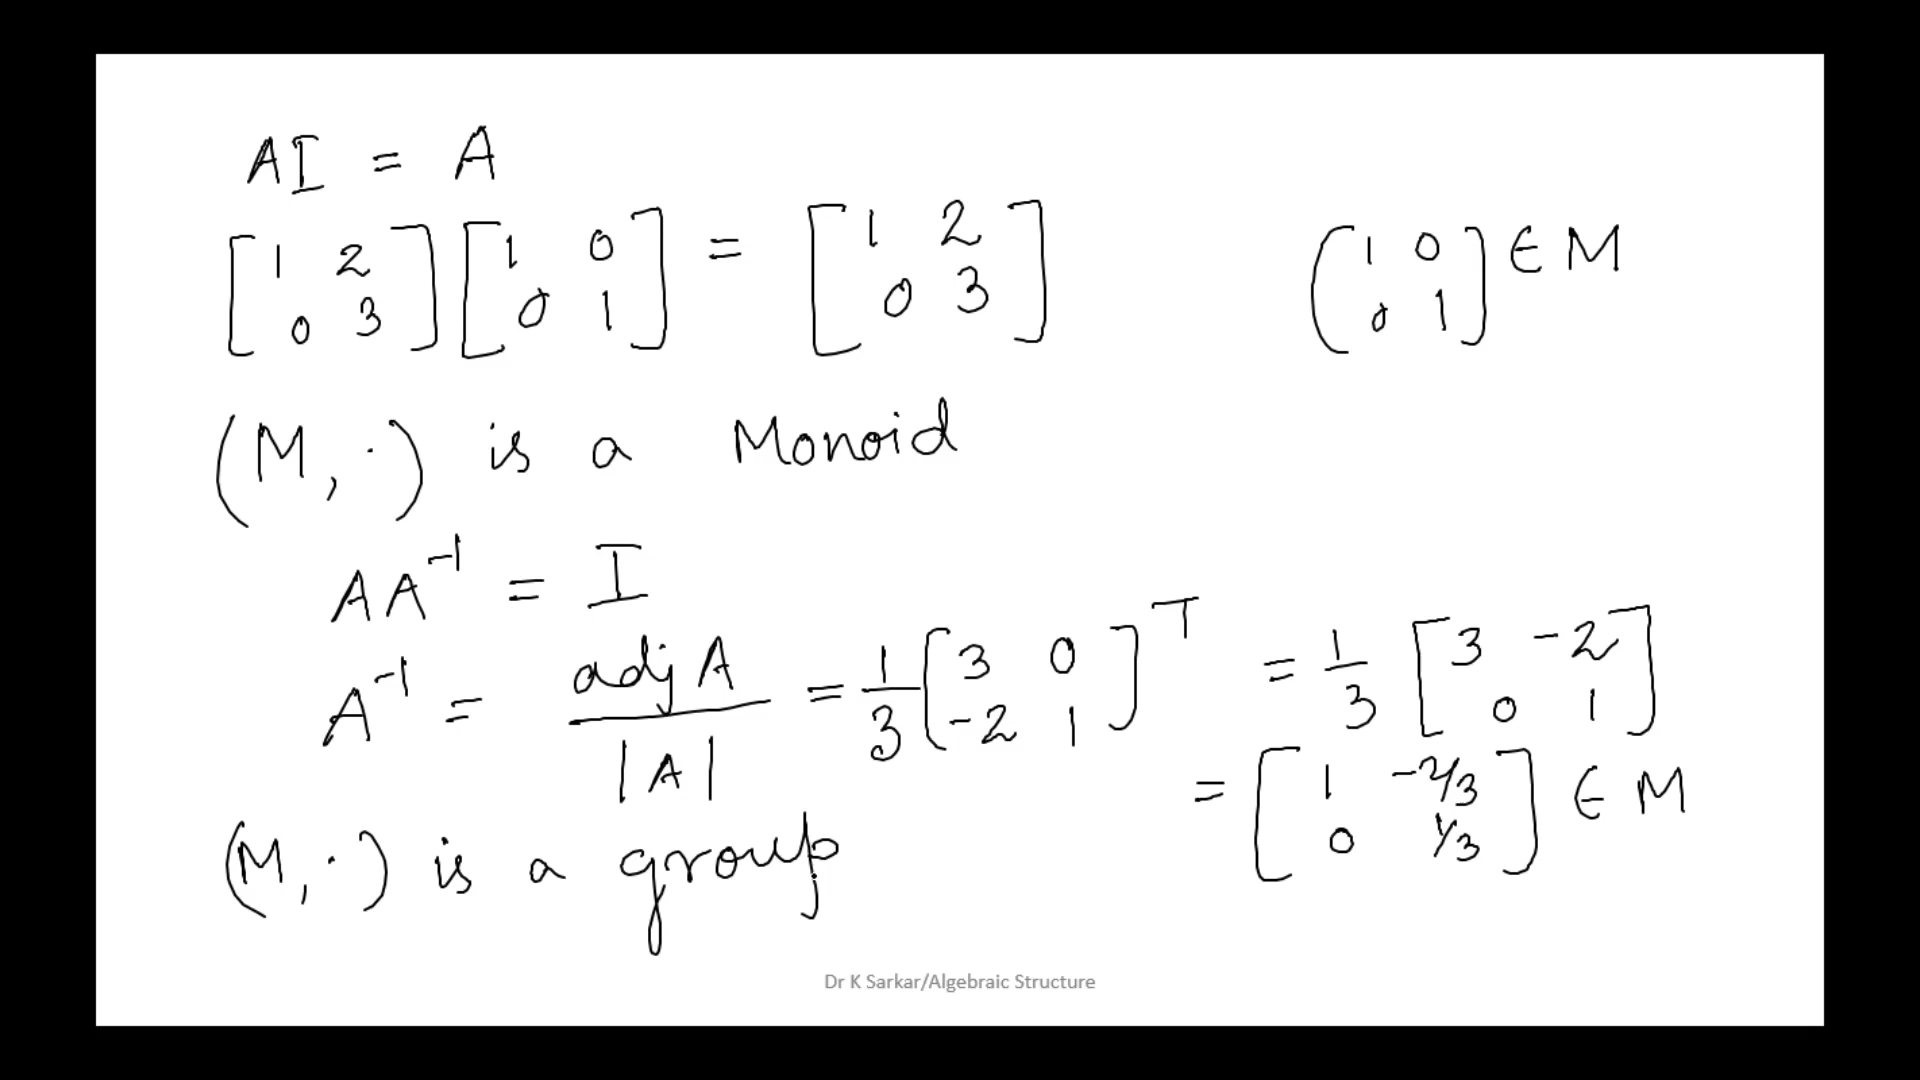 AI = A
[1 2 0 3] [1 0 0 1] = [1 2 0 3] (1 0 0 1] ∈ M
(M, ·) is a Monoid
AA⁻¹ = I
A⁻¹ = adj A / |A| = 1/3 [3 0 -2 1]ᵀ = 1/3 [3 -2 0 1]
= [1 -2/3 0 1/3] ∈ M
(M, ·) is a group
Dr K Sarkar/Algebraic Structure